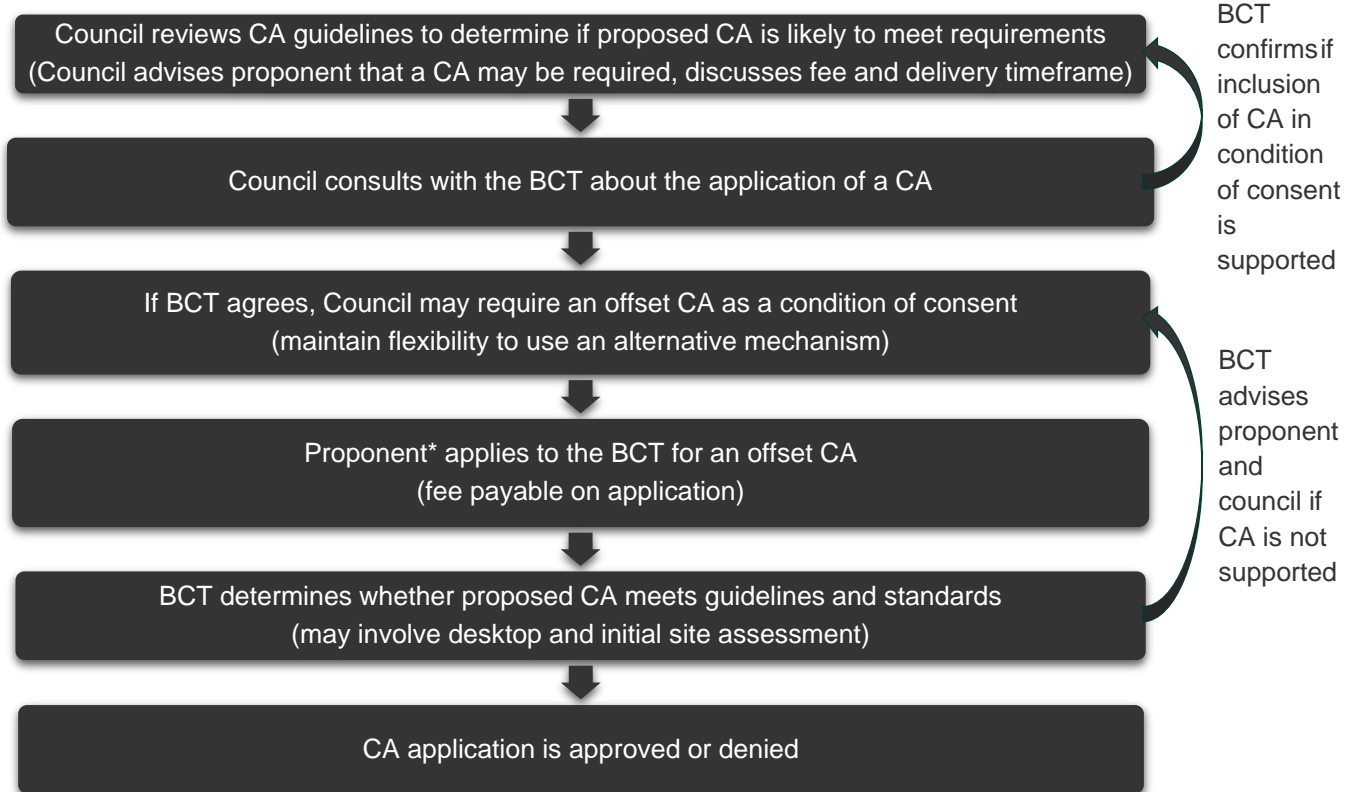 Council reviews CA guidelines to determine if proposed CA is likely to meet requirements
(Council advises proponent that a CA may be required, discusses fee and delivery timeframe)
Council consults with the BCT about the application of a CA
BCT
confirmsif
inclusion
of CA in
condition
of consent
is
supported
If BCT agrees, Council may require an offset CA as a condition of consent
(maintain flexibility to use an alternative mechanism)
Proponent* applies to the BCT for an offset CA
(fee payable on application)
BCT determines whether proposed CA meets guidelines and standards
(may involve desktop and initial site assessment)
BCT
advises
proponent
and
council if
CA is not
supported
CA application is approved or denied